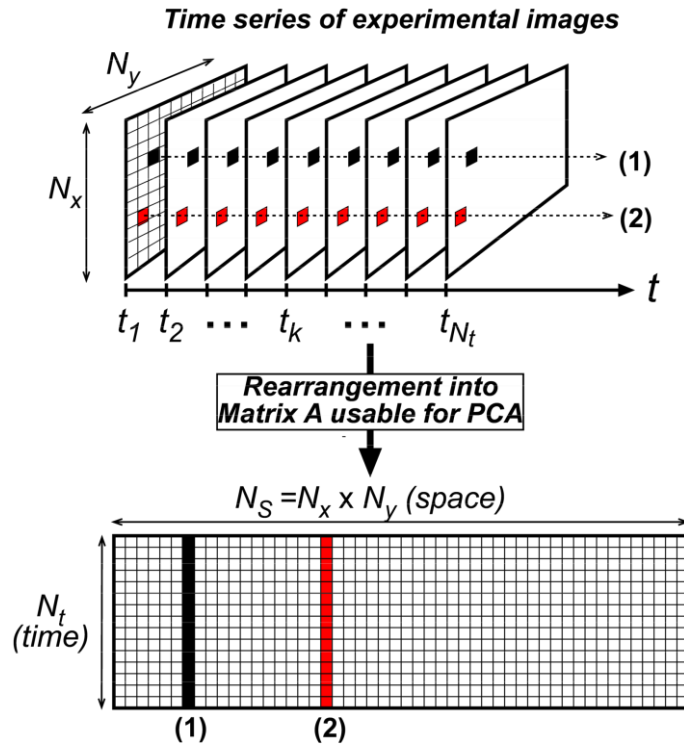 Time series of experimental images
N_y
N_x
(1)
(2)
t
t_1 t_2 ... t_k ... t_{N_t}
Rearrangement into
Matrix A usable for PCA
N_S =N_x x N_y (space)
N_t
(time)
(1) (2)